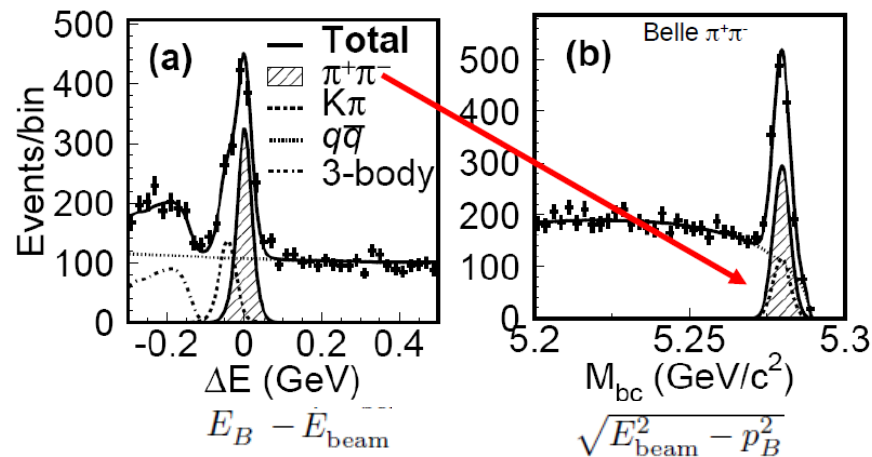 500
400
300
200
100
0
Events/bin
(a)
Total
π⁺π⁻
Kπ
qq̅
3-body
-0.2 0 0.2 0.4
ΔE (GeV)
E_B - E_beam
500
400
300
200
100
0
(b)
Belle π⁺π⁻
5.2 5.25 5.3
M_bc (GeV/c²)
√(E²_beam - p²_B)